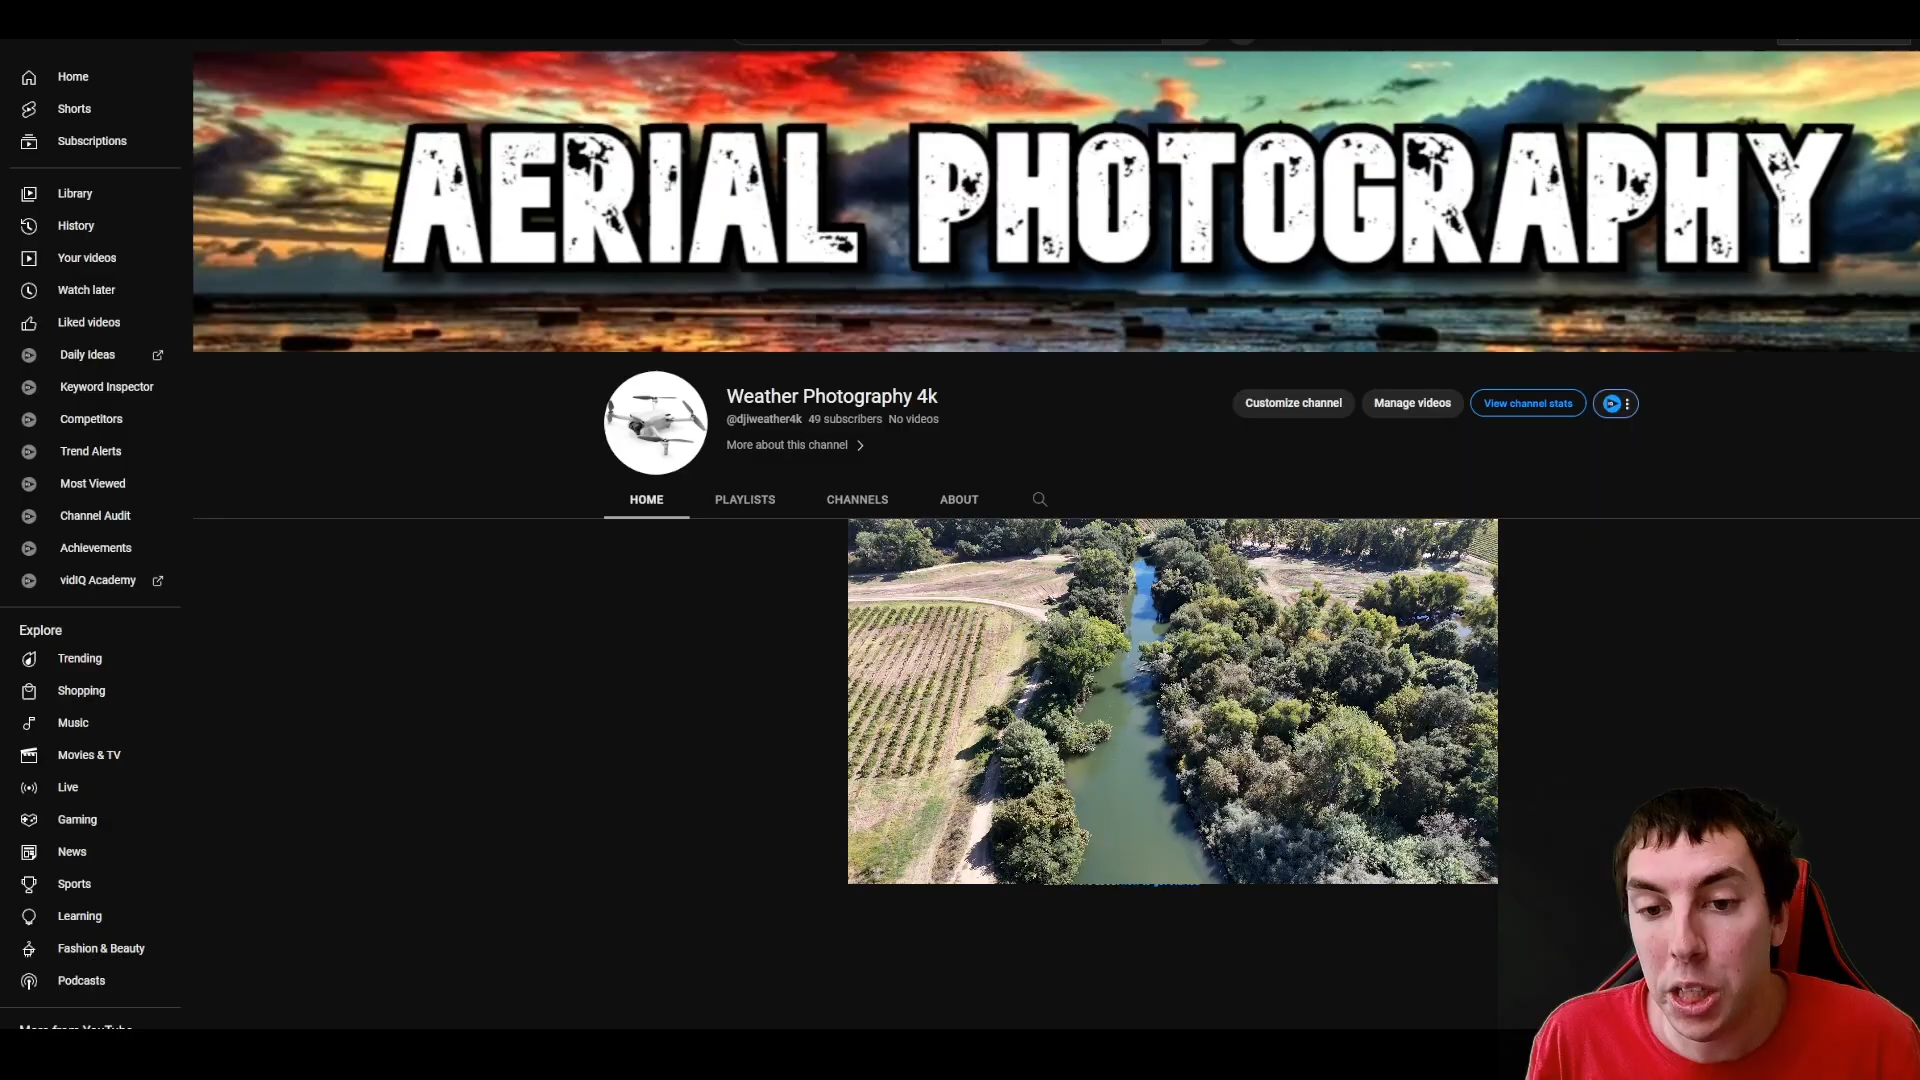 Home
Shorts
Subscriptions
Library
History
Your videos
Watch later
Liked videos
Daily Ideas
Keyword Inspector
Competitors
Trend Alerts
Most Viewed
Channel Audit
Achievements
vidIQ Academy
Explore
Trending
Shopping
Music
Movies & TV
Live
Gaming
News
Sports
Learning
Fashion & Beauty
Podcasts
More from YouTube
AERIAL PHOTOGRAPHY
Weather Photography 4k
@djiweather4k 49 subscribers No videos
More about this channel
Customize channel
Manage videos
View channel stats
HOME
PLAYLISTS
CHANNELS
ABOUT